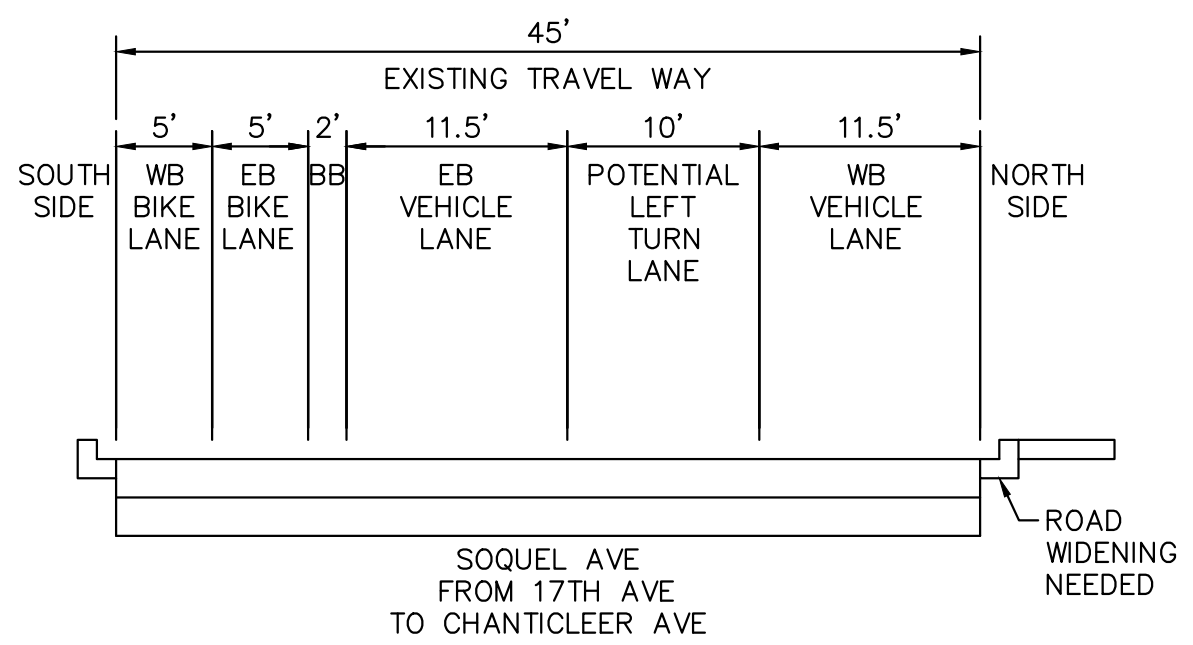 45'
EXISTING TRAVEL WAY
5' 5' 2' 11.5' 10' 11.5'
SOUTH SIDE
WB BIKE LANE
EB BIKE LANE
BB
EB VEHICLE LANE
POTENTIAL LEFT TURN LANE
WB VEHICLE LANE
NORTH SIDE
ROAD WIDENING NEEDED
SOQUEL AVE
FROM 17TH AVE
TO CHANTICLEER AVE